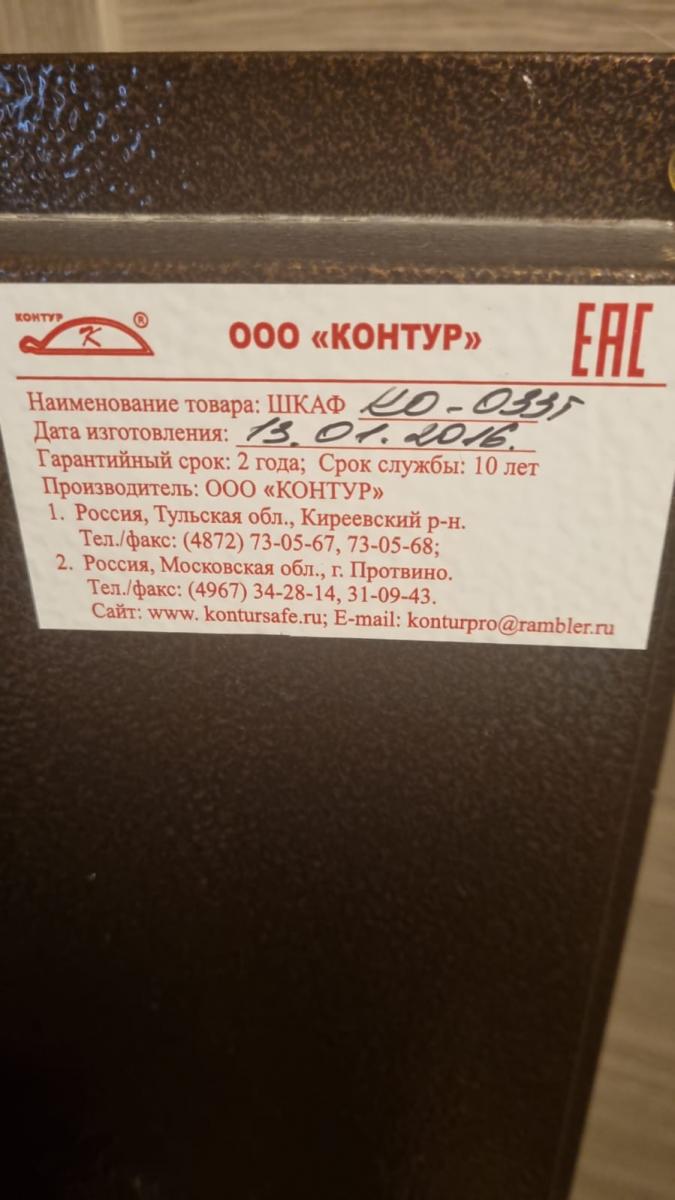 КОНТУР
К ®
ООО «КОНТУР»
ЕАС
Наименование товара: ШКАФ КО-033т
Дата изготовления: 13.01.2016.
Гарантийный срок: 2 года; Срок службы: 10 лет
Производитель: ООО «КОНТУР»
1. Россия, Тульская обл., Киреевский р-н.
Тел./факс: (4872) 73-05-67, 73-05-68;
2. Россия, Московская обл., г. Протвино.
Тел./факс: (4967) 34-28-14, 31-09-43.
Сайт: www. kontursafe.ru; E-mail: konturpro@rambler.ru